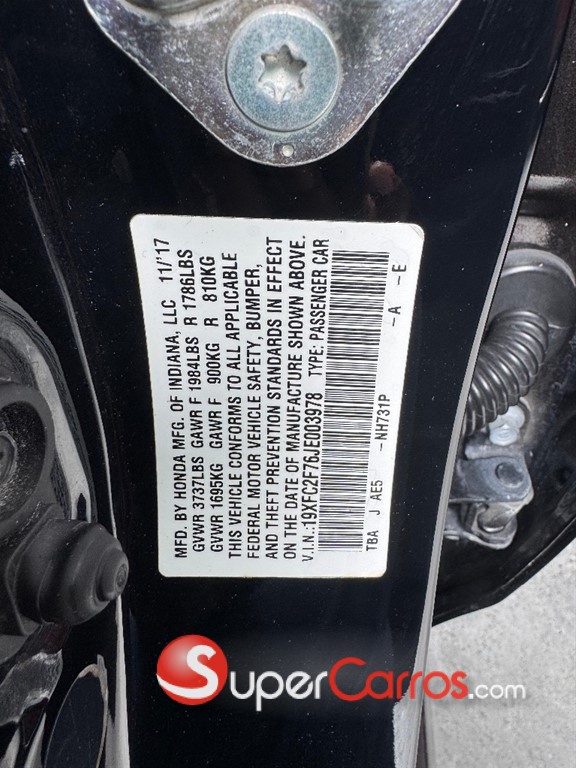 MFD. BY HONDA MFG. OF INDIANA, LLC 11/'17
GVWR 3737LBS GAWR F 1984LBS R 1786LBS
GVWR 1695KG GAWR F 900KG R 810KG
THIS VEHICLE CONFORMS TO ALL APPLICABLE
FEDERAL MOTOR VEHICLE SAFETY, BUMPER,
AND THEFT PREVENTION STANDARDS IN EFFECT
ON THE DATE OF MANUFACTURE SHOWN ABOVE.
V.I.N.:19XFC2F76JE003978 TYPE: PASSENGER CAR
TBA J AE5 -NH731P -A -E
SuperCarros.com